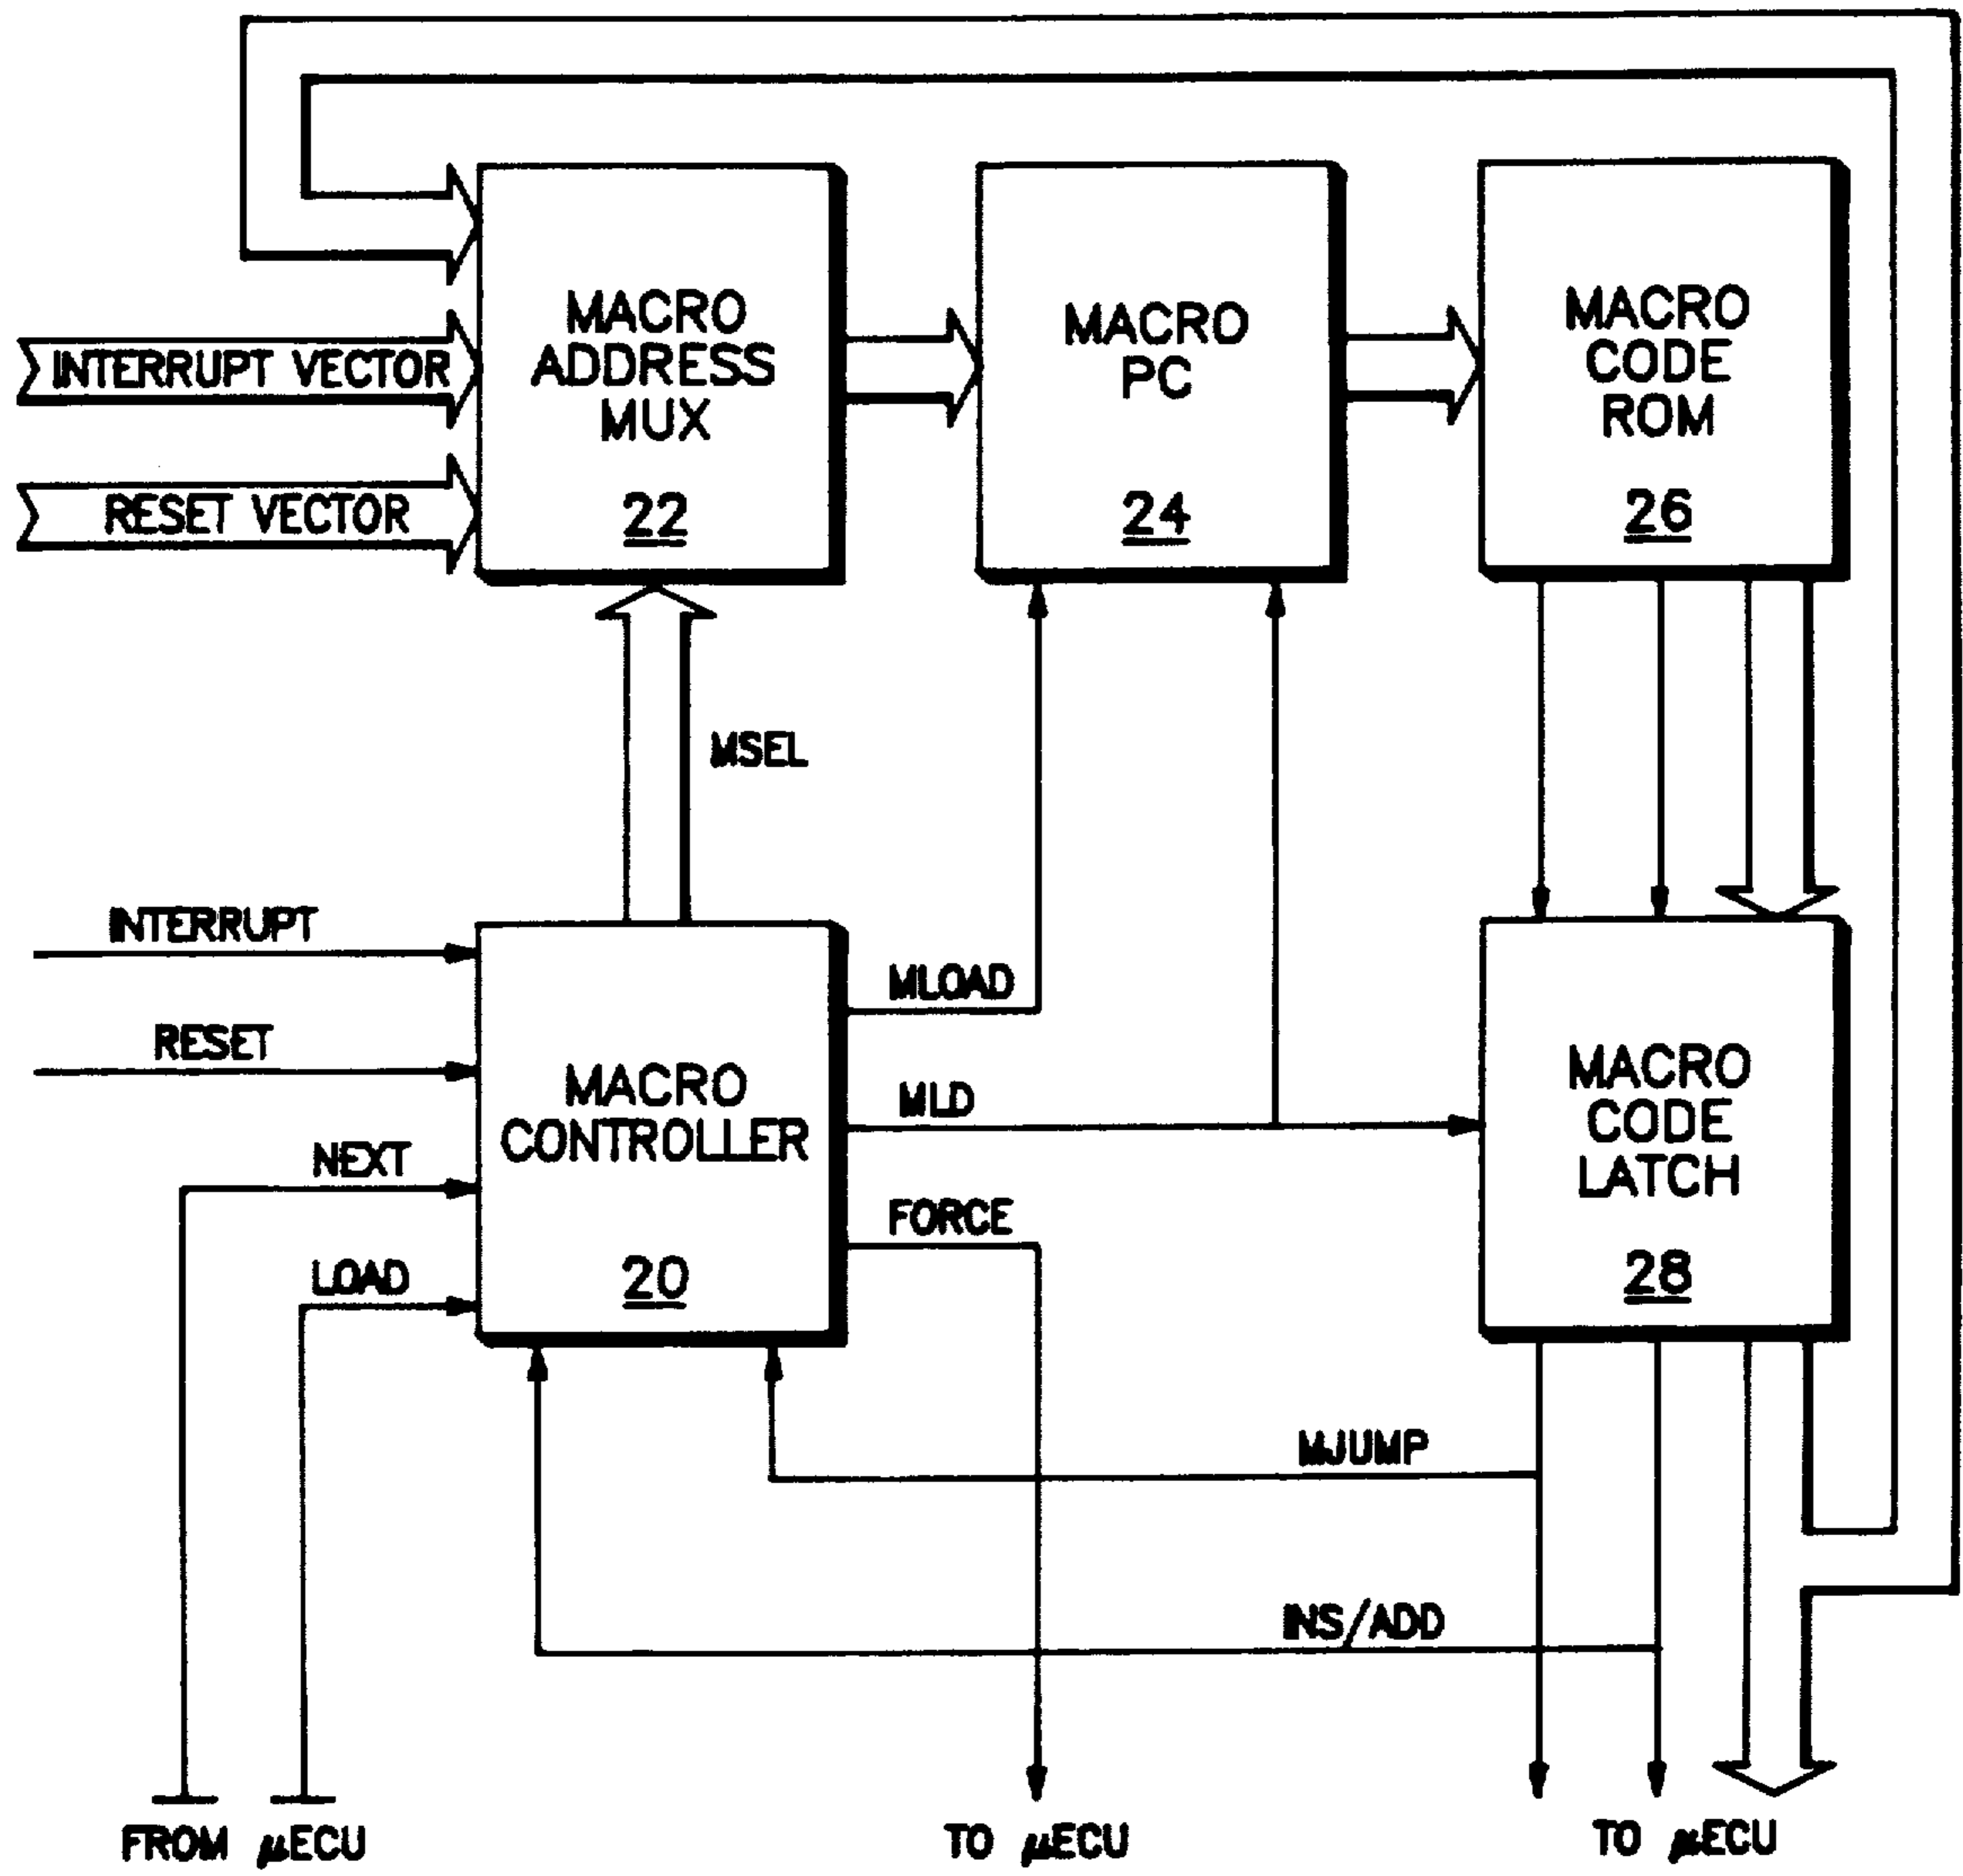 MACRO
ADDRESS
MUX
22
MACRO
PC
24
MACRO
CODE
ROM
26
INTERRUPT VECTOR
RESET VECTOR
MSEL
INTERRUPT
RESET
NEXT
LOAD
MACRO
CONTROLLER
20
MLOAD
MLD
FORCE
MACRO
CODE
LATCH
28
MJUMP
INS/ADD
FROM μECU
TO μECU
TO μECU